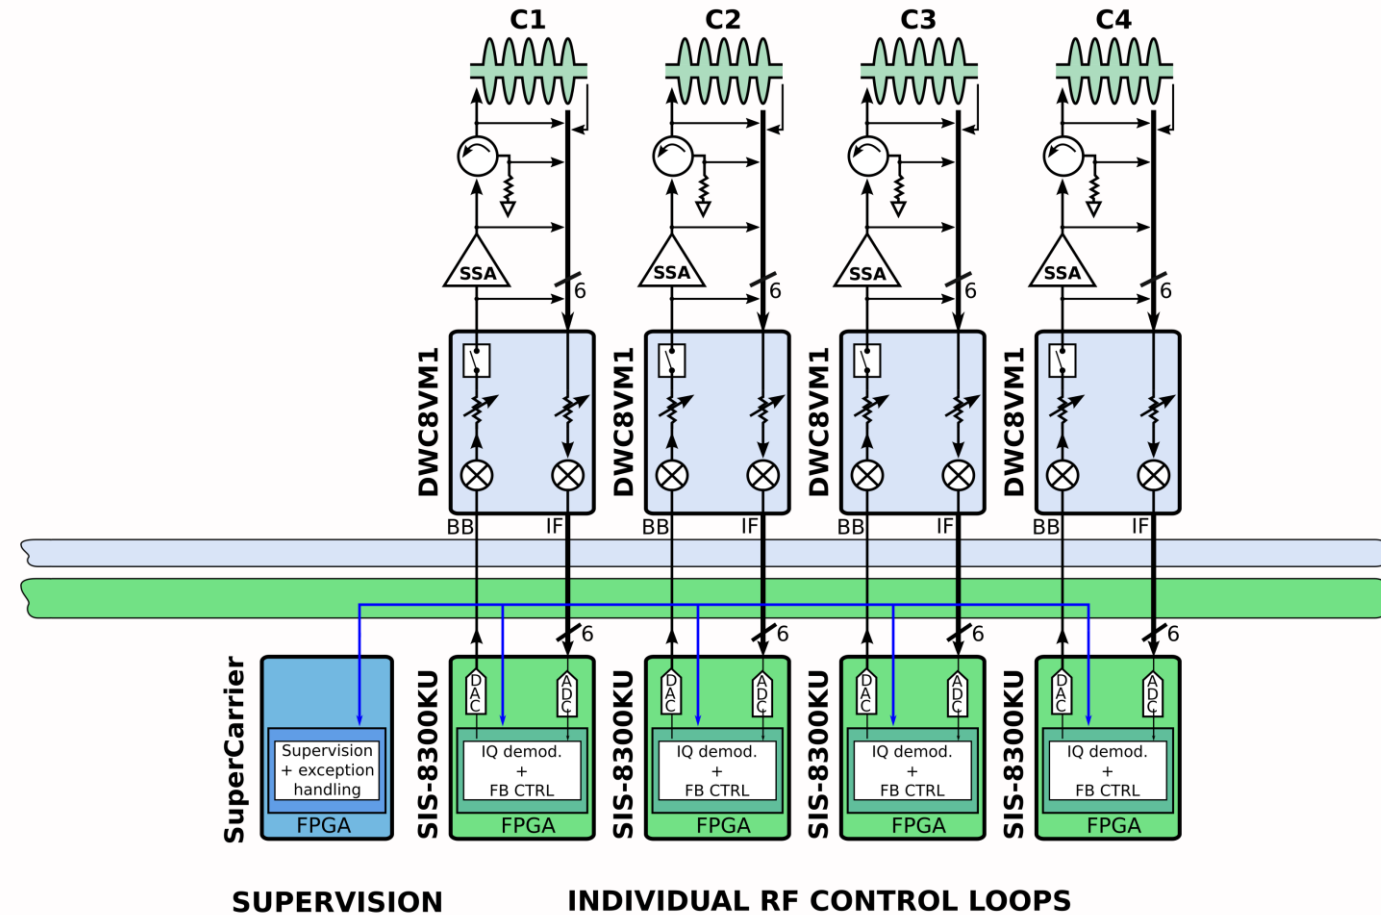 C1 C2 C3 C4
SSA SSA SSA SSA
6 6 6 6
DWC8VM1 DWC8VM1 DWC8VM1 DWC8VM1
BB IF BB IF BB IF BB IF
6 6 6 6
SuperCarrier
Supervision
+ exception
handling
FPGA
SIS-8300KU
DAC ADC
IQ demod.
+
FB CTRL
FPGA
SIS-8300KU
DAC ADC
IQ demod.
+
FB CTRL
FPGA
SIS-8300KU
DAC ADC
IQ demod.
+
FB CTRL
FPGA
SIS-8300KU
DAC ADC
IQ demod.
+
FB CTRL
FPGA
SUPERVISION INDIVIDUAL RF CONTROL LOOPS